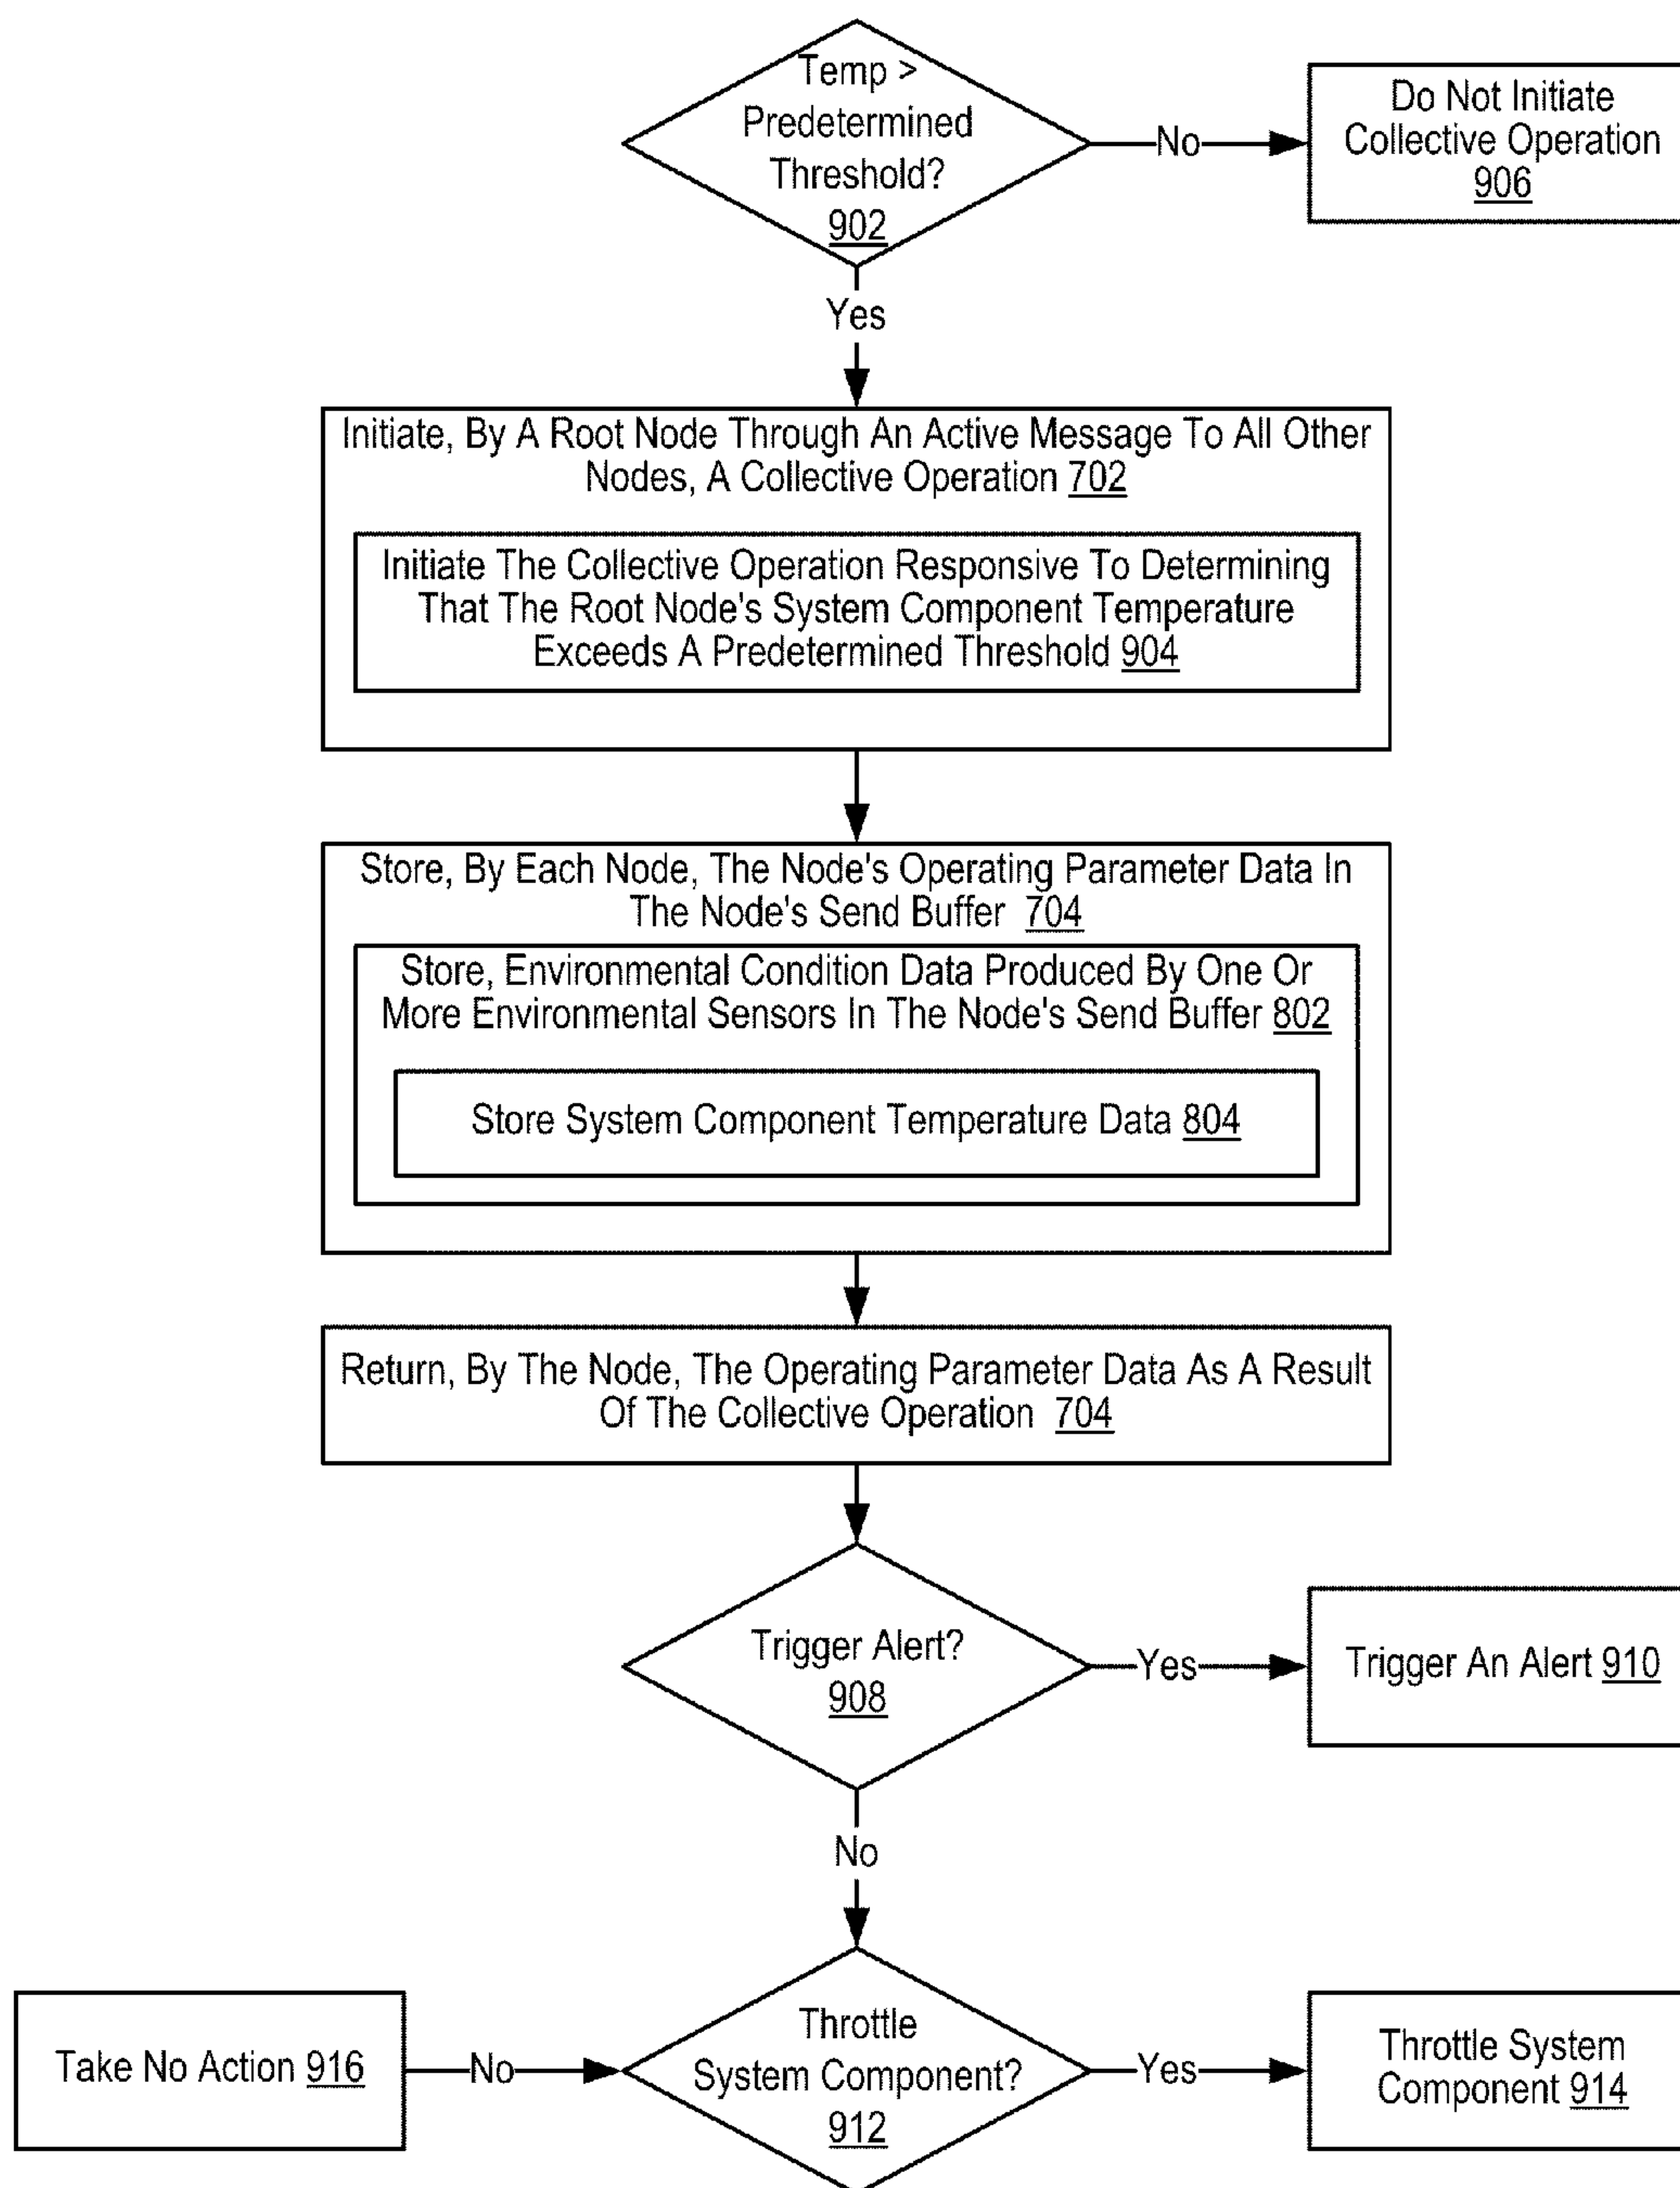 Temp >
Predetermined
Threshold?
902
No
Do Not Initiate
Collective Operation
906
Yes
Initiate, By A Root Node Through An Active Message To All Other
Nodes, A Collective Operation 702
Initiate The Collective Operation Responsive To Determining
That The Root Node's System Component Temperature
Exceeds A Predetermined Threshold 904
Store, By Each Node, The Node's Operating Parameter Data In
The Node's Send Buffer 704
Store, Environmental Condition Data Produced By One Or
More Environmental Sensors In The Node's Send Buffer 802
Store System Component Temperature Data 804
Return, By The Node, The Operating Parameter Data As A Result
Of The Collective Operation 704
Trigger Alert?
908
Yes
Trigger An Alert 910
No
Take No Action 916
No
Throttle
System Component?
912
Yes
Throttle System
Component 914